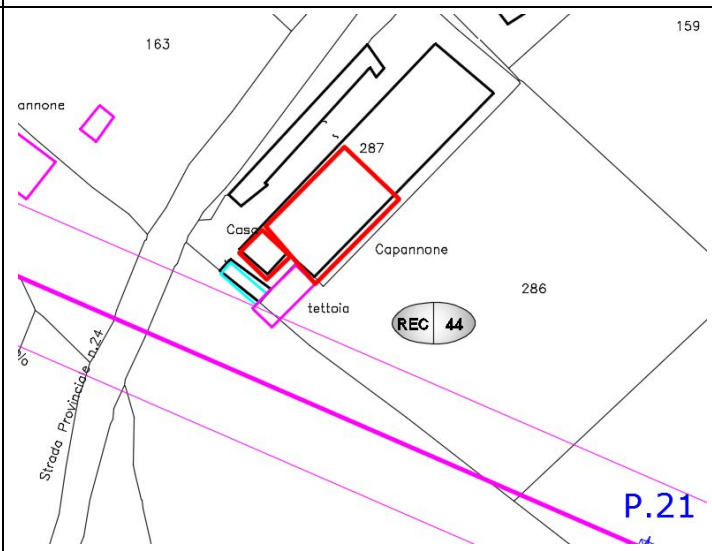 163
159
annone
287
Casa
Capannone
286
tettoia
REC 44
Strada Provinciale n.24
P.21